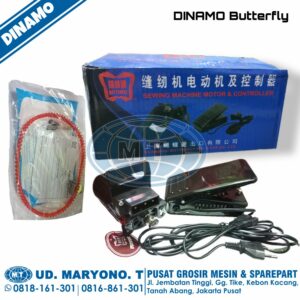 DINAMO
DINAMO Butterfly
缝纫机电动机及控制器
SEWING MACHINE MOTOR & CONTROLLER
UD. MARYONO. T
0818-161-301 | 0816-861-301
PUSAT GROSIR MESIN & SPAREPART
Jl. Jembatan Tinggi, Gg. Tike, Kebon Kacang,
Tanah Abang, Jakarta Pusat